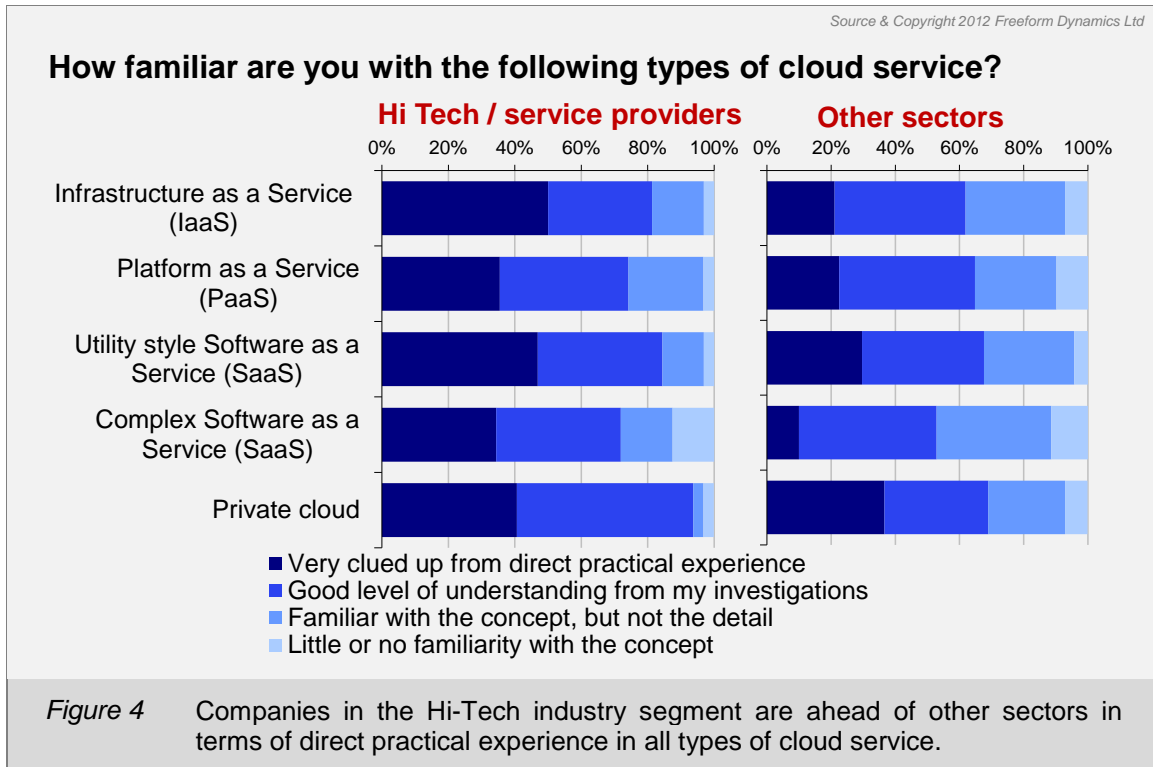 Source & Copyright 2012 Freeform Dynamics Ltd
How familiar are you with the following types of cloud service?
Hi Tech / service providers
Other sectors
0% 20% 40% 60% 80% 100%
0% 20% 40% 60% 80% 100%
Infrastructure as a Service
(IaaS)
Platform as a Service
(PaaS)
Utility style Software as a
Service (SaaS)
Complex Software as a
Service (SaaS)
Private cloud
Very clued up from direct practical experience
Good level of understanding from my investigations
Familiar with the concept, but not the detail
Little or no familiarity with the concept
Figure 4 Companies in the Hi-Tech industry segment are ahead of other sectors in
terms of direct practical experience in all types of cloud service.